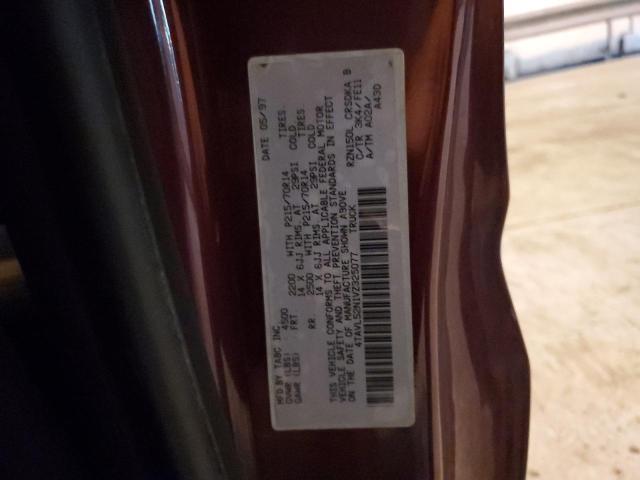 MFD BY TABC INC DATE 05/97
GVWR (LBS) 4500
GAWR (LBS) FRT 2200 WITH P215/70R14 TIRES
14 X 6JJ RIMS AT 29PSI COLD
RR 2500 WITH P215/70R14 TIRES
14 X 6JJ RIMS AT 29PSI COLD
THIS VEHICLE CONFORMS TO ALL APPLICABLE FEDERAL MOTOR
VEHICLE SAFETY AND THEFT PREVENTION STANDARDS IN EFFECT
ON THE DATE OF MANUFACTURE SHOWN ABOVE
4TAVL52N1VZ325077 TRUCK
RZN150L CRSDKA B
C/TR 3K4/FE11
A/TM A02A/
A430